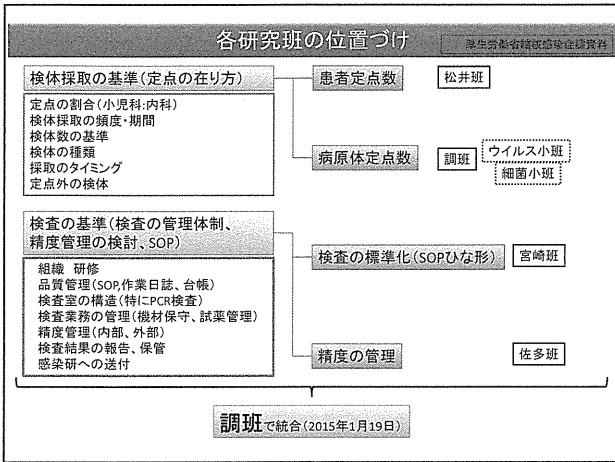 各研究班の位置づけ
厚生労働省結核感染症課資料
検体採取の基準(定点の在り方)
定点の割合(小児科:内科)
検体採取の頻度・期間
検体数の基準
検体の種類
採取のタイミング
定点外の検体
患者定点数
松井班
病原体定点数
調班
ウイルス小班
細菌小班
検査の基準(検査の管理体制、
精度管理の検討、SOP)
組織 研修
品質管理(SOP,作業日誌、台帳)
検査室の構造(特にPCR検査)
検査業務の管理(機材保守、試薬管理)
精度管理(内部、外部)
検査結果の報告、保管
感染研への送付
検査の標準化(SOPひな形)
宮崎班
精度の管理
佐多班
調班で統合(2015年1月19日)